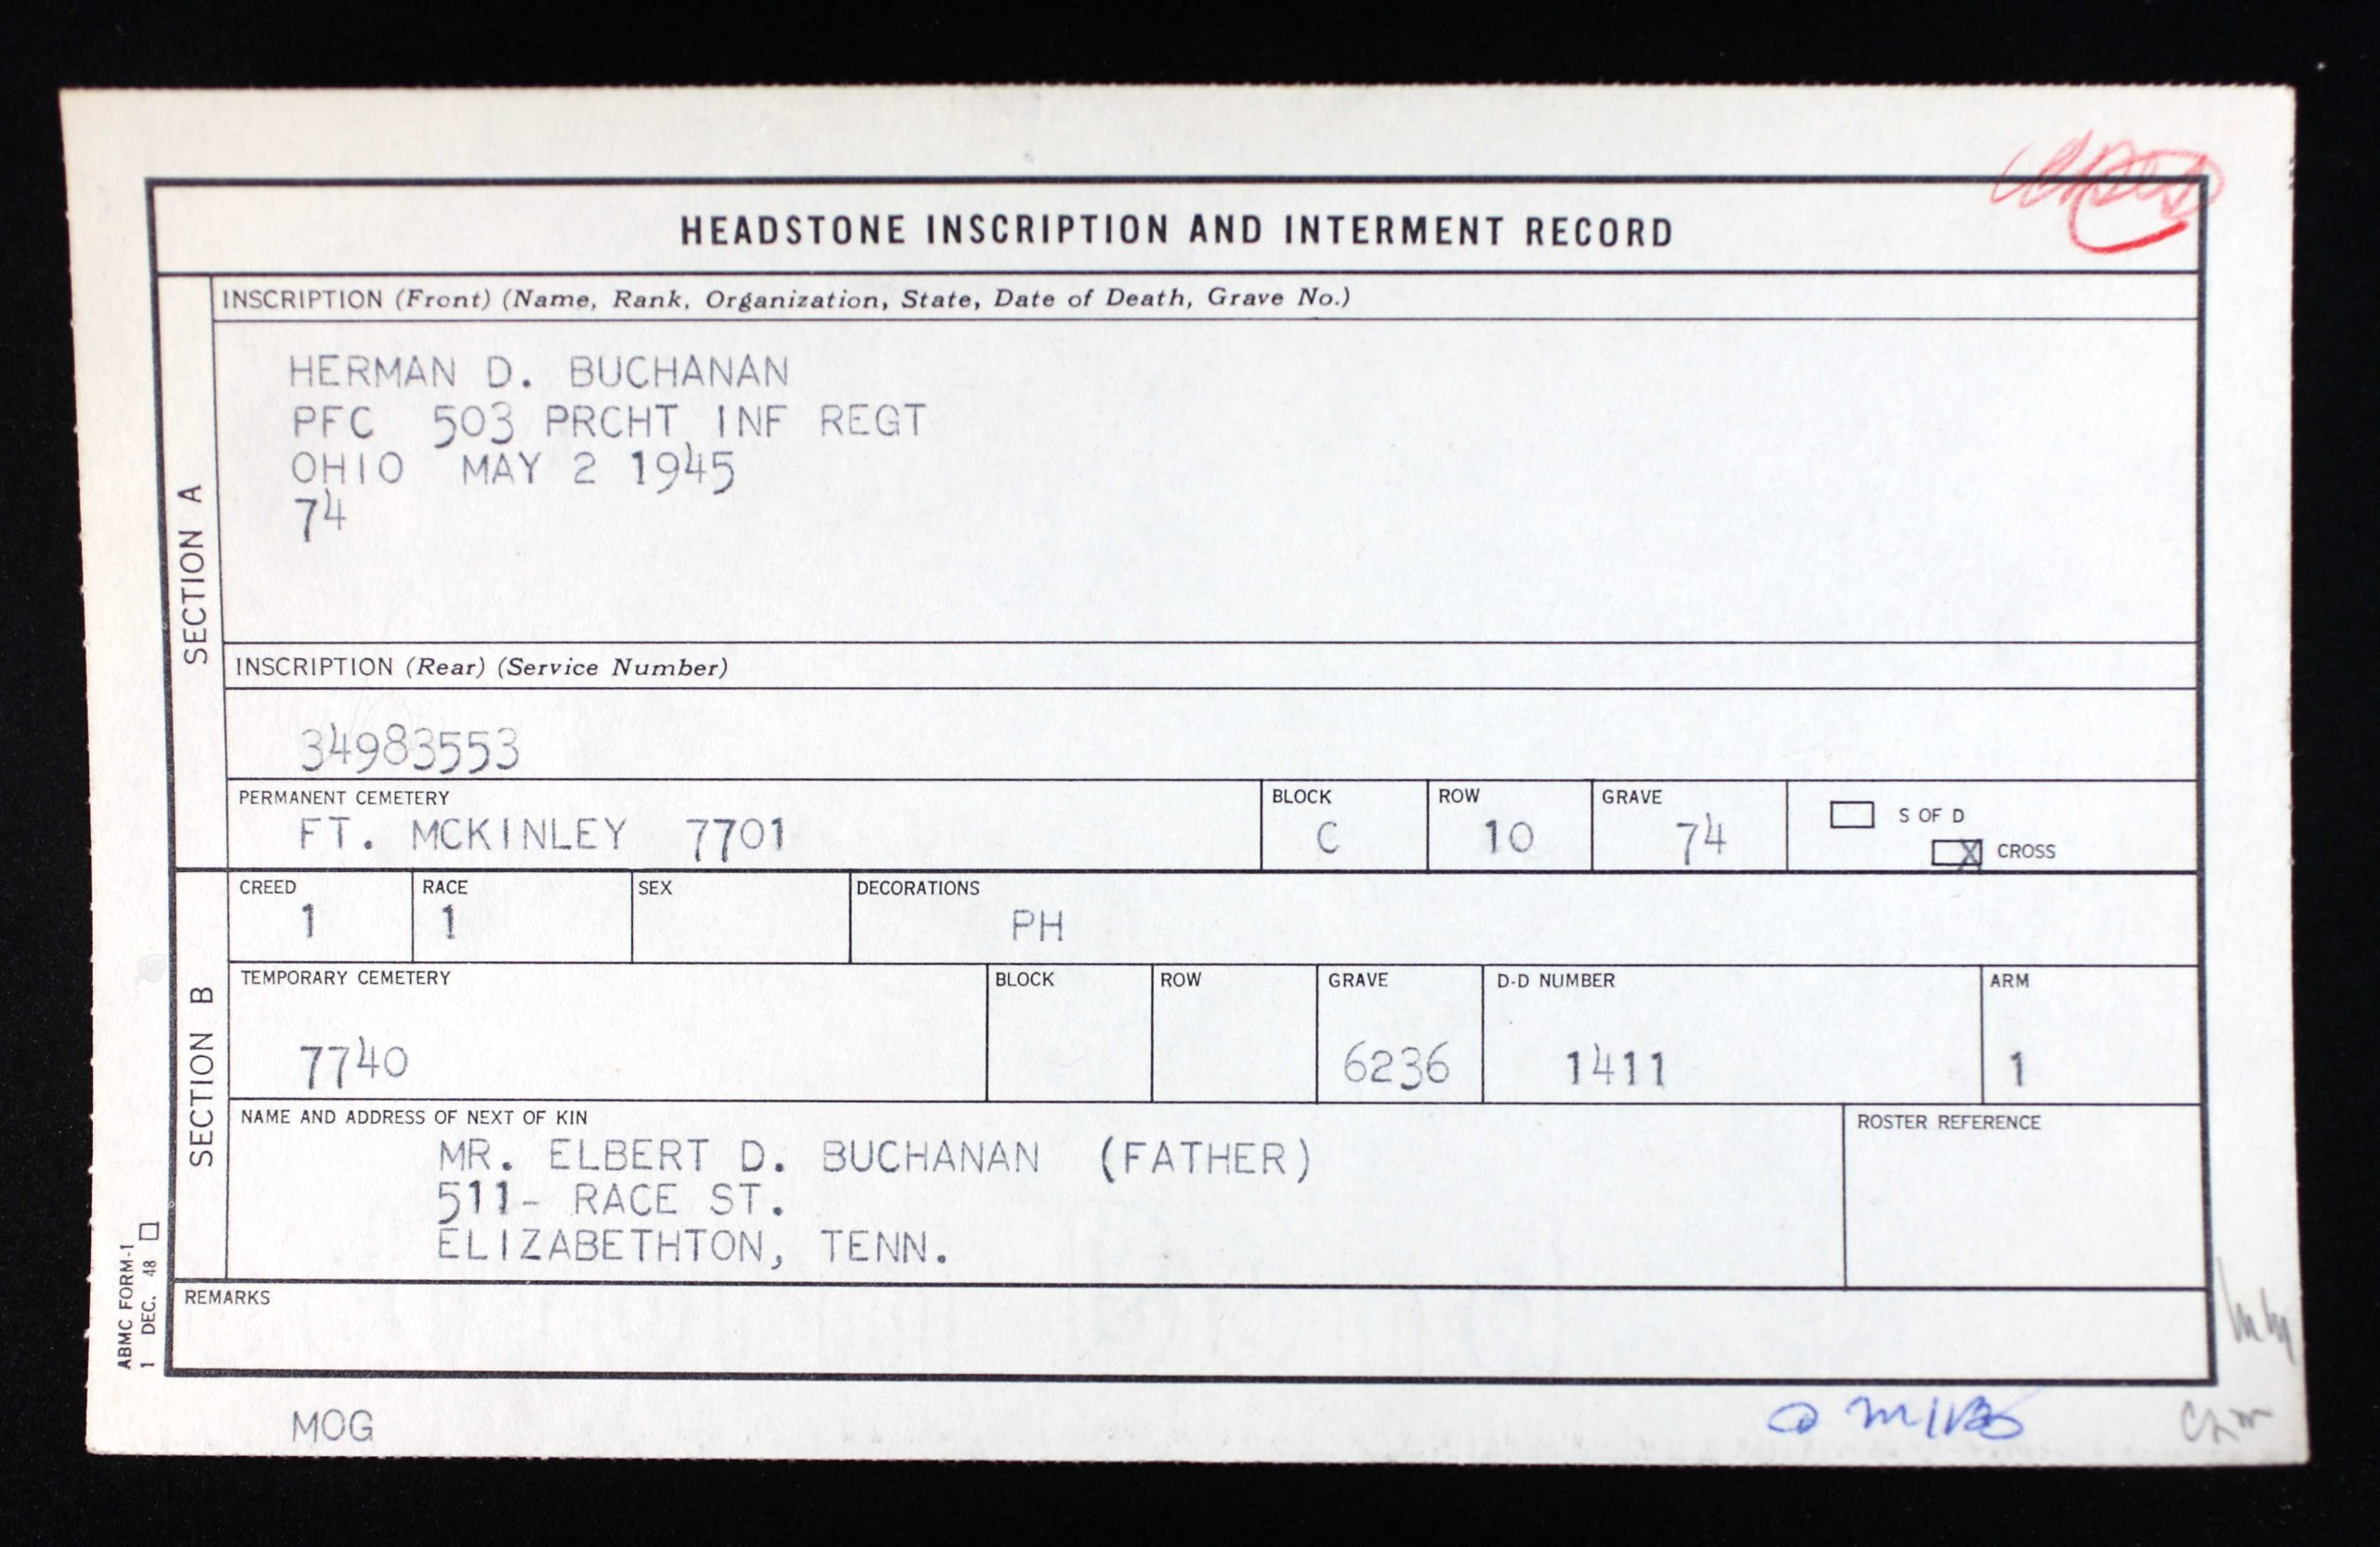 HEADSTONE INSCRIPTION AND INTERMENT RECORD
SECTION A
INSCRIPTION (Front) (Name, Rank, Organization, State, Date of Death, Grave No.)
HERMAN D. BUCHANAN
PFC 503 PRCHT INF REGT
OHIO MAY 2 1945
74
INSCRIPTION (Rear) (Service Number)
34983553
PERMANENT CEMETERY BLOCK ROW GRAVE
FT. MCKINLEY 7701 C 10 74
S OF D
X CROSS
SECTION B
CREED RACE SEX DECORATIONS
1 1 PH
TEMPORARY CEMETERY BLOCK ROW GRAVE D-D NUMBER ARM
7740 6236 1411 1
NAME AND ADDRESS OF NEXT OF KIN ROSTER REFERENCE
MR. ELBERT D. BUCHANAN (FATHER)
511- RACE ST.
ELIZABETHTON, TENN.
REMARKS
ABMC FORM-1
1 DEC. 48
MOG